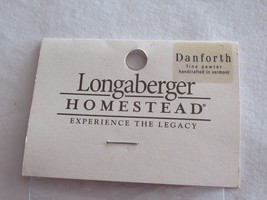 Danforth
fine pewter
handcrafted in vermont
Longaberger
HOMESTEAD®
EXPERIENCE THE LEGACY